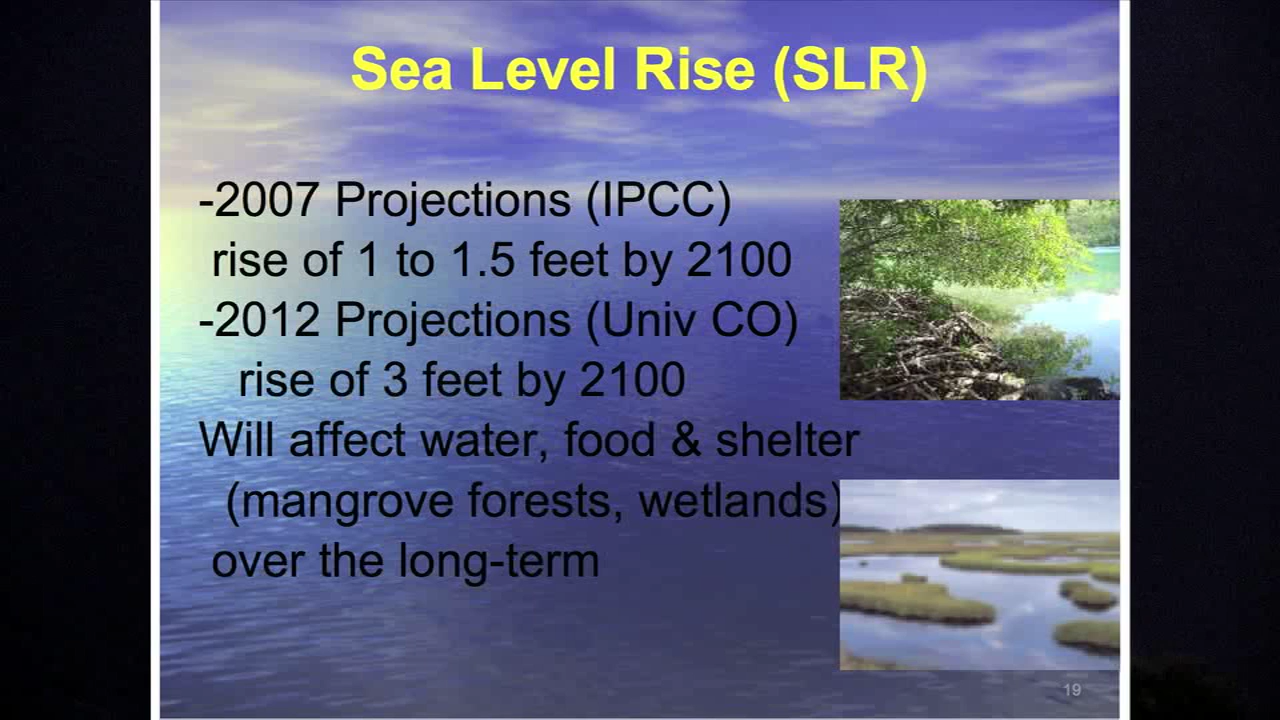 Sea Level Rise (SLR)
-2007 Projections (IPCC)
rise of 1 to 1.5 feet by 2100
-2012 Projections (Univ CO)
rise of 3 feet by 2100
Will affect water, food & shelter
(mangrove forests, wetlands)
over the long-term
19